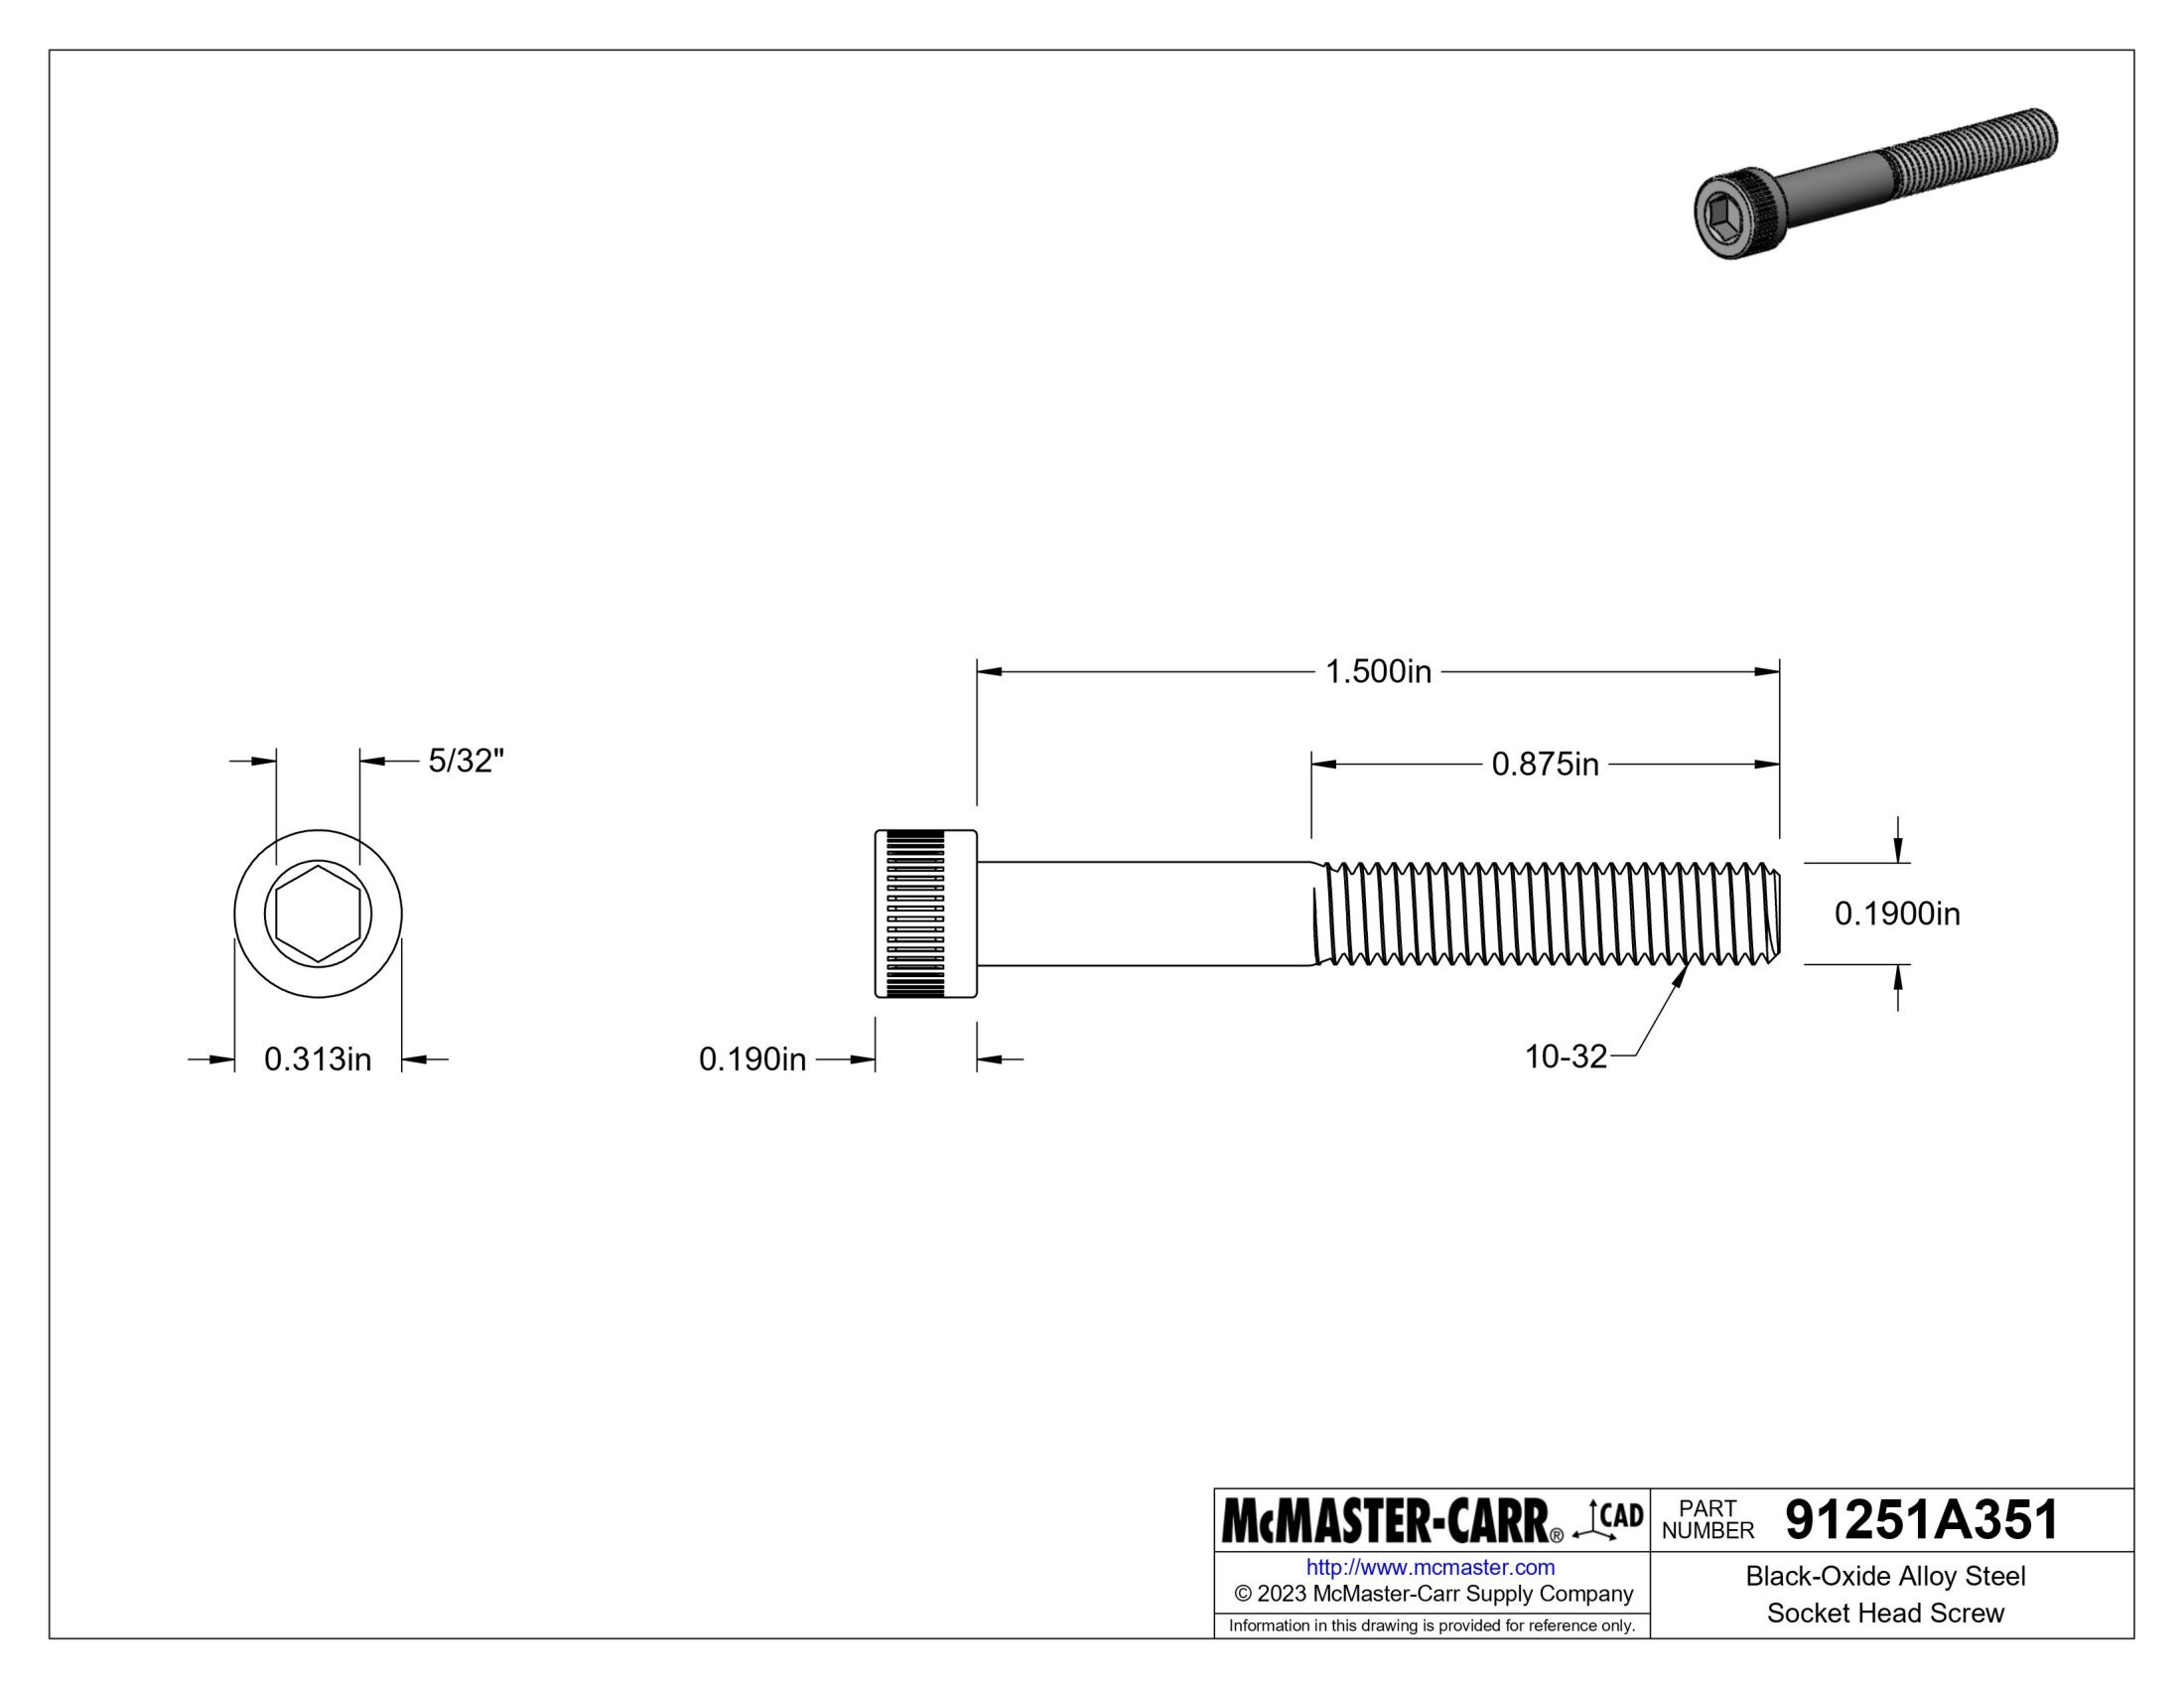 1.500in
0.875in
5/32"
0.1900in
0.313in
0.190in
10-32
McMASTER-CARR® CAD
PART NUMBER
91251A351
http://www.mcmaster.com
© 2023 McMaster-Carr Supply Company
Information in this drawing is provided for reference only.
Black-Oxide Alloy Steel
Socket Head Screw